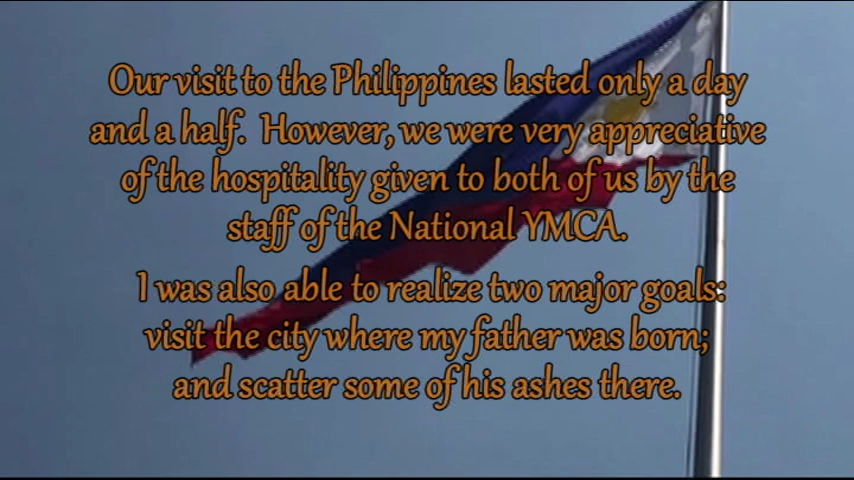 Our visit to the Philippines lasted only a day
and a half.  However, we were very appreciative
of the hospitality given to both of us by the
staff of the National YMCA.
I was also able to realize two major goals:
visit the city where my father was born;
and scatter some of his ashes there.